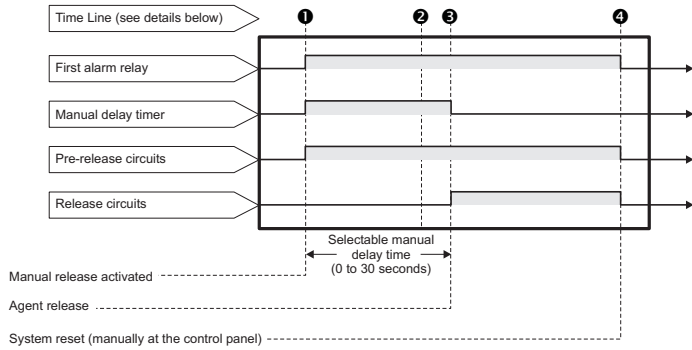 Time Line (see details below)
❶ ❷ ❸ ❹
First alarm relay
Manual delay timer
Pre-release circuits
Release circuits
Selectable manual
delay time
(0 to 30 seconds)
Manual release activated
Agent release
System reset (manually at the control panel)